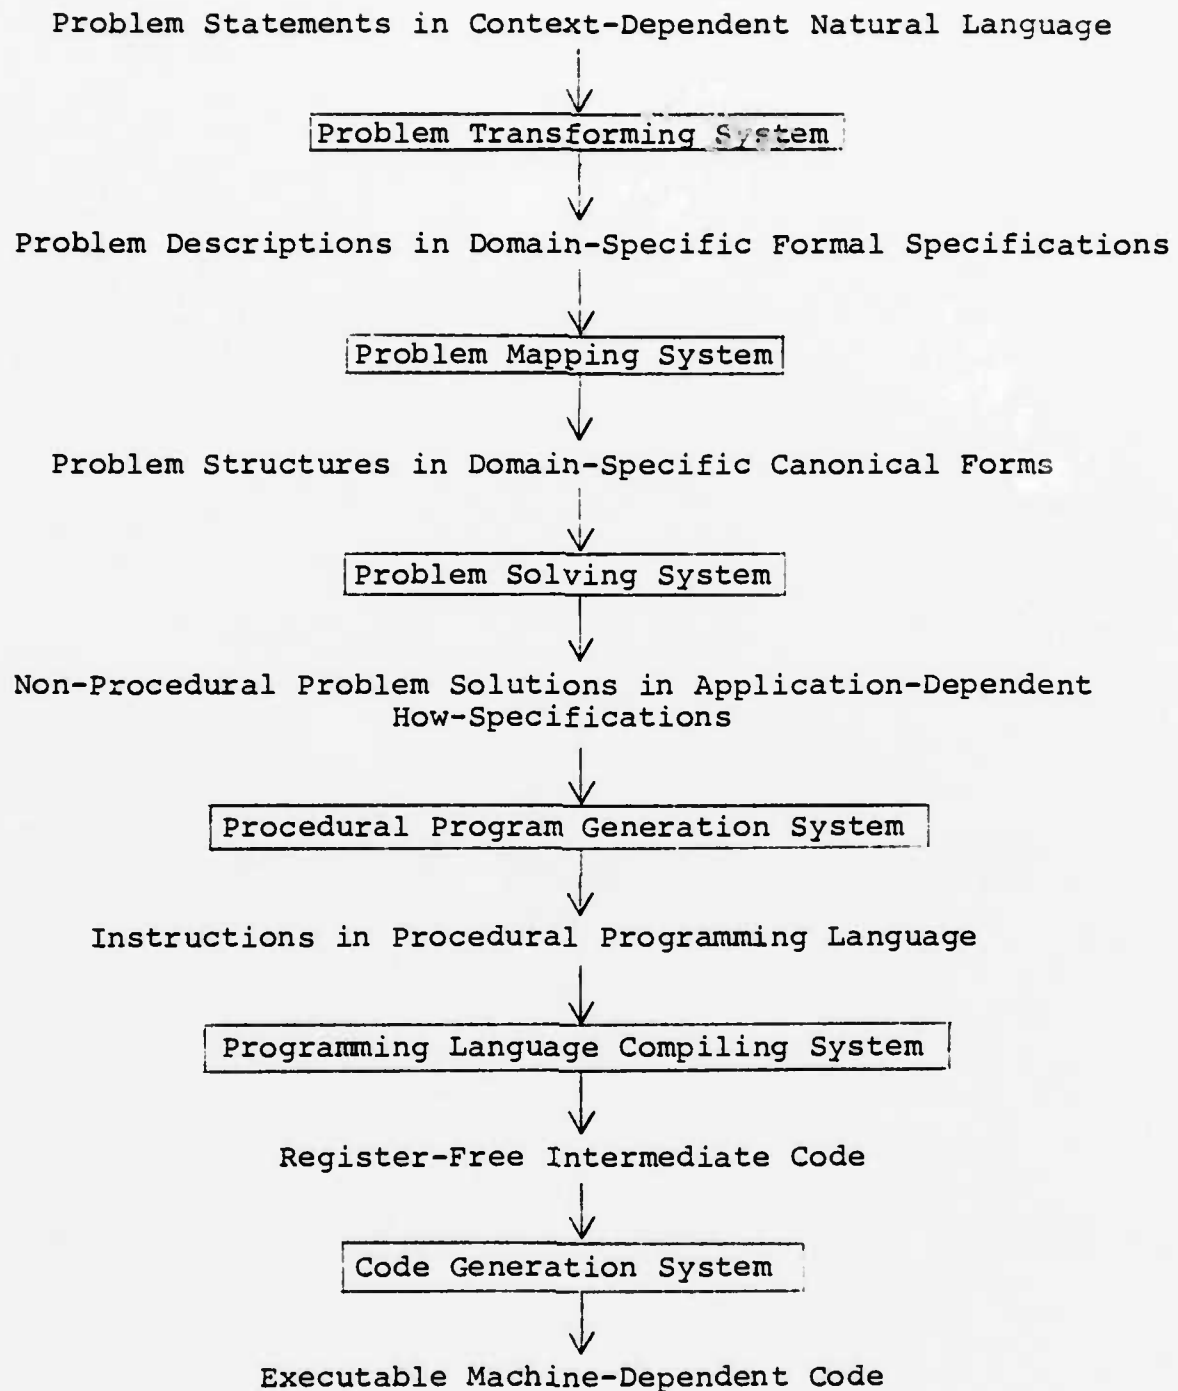 Problem Statements in Context-Dependent Natural Language
Problem Transforming System
Problem Descriptions in Domain-Specific Formal Specifications
Problem Mapping System
Problem Structures in Domain-Specific Canonical Forms
Problem Solving System
Non-Procedural Problem Solutions in Application-Dependent
How-Specifications
Procedural Program Generation System
Instructions in Procedural Programming Language
Programming Language Compiling System
Register-Free Intermediate Code
Code Generation System
Executable Machine-Dependent Code